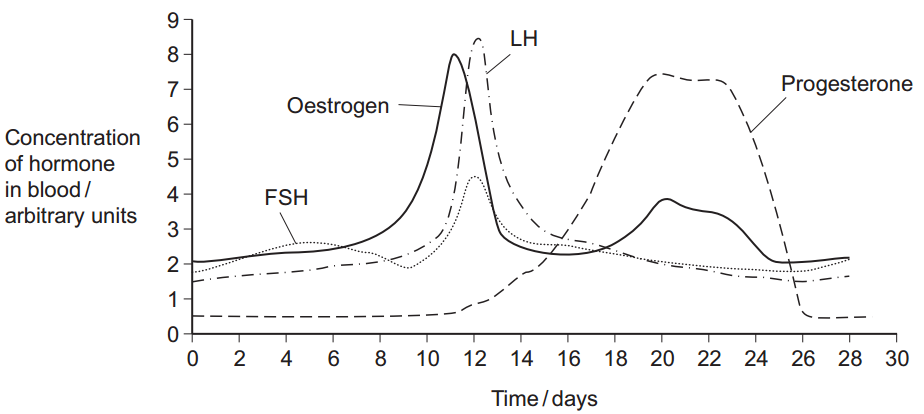 9
8
7
6
5
4
3
2
1
0
Concentration
of hormone
in blood /
arbitrary units
LH
Oestrogen
Progesterone
FSH
0 2 4 6 8 10 12 14 16 18 20 22 24 26 28 30
Time / days